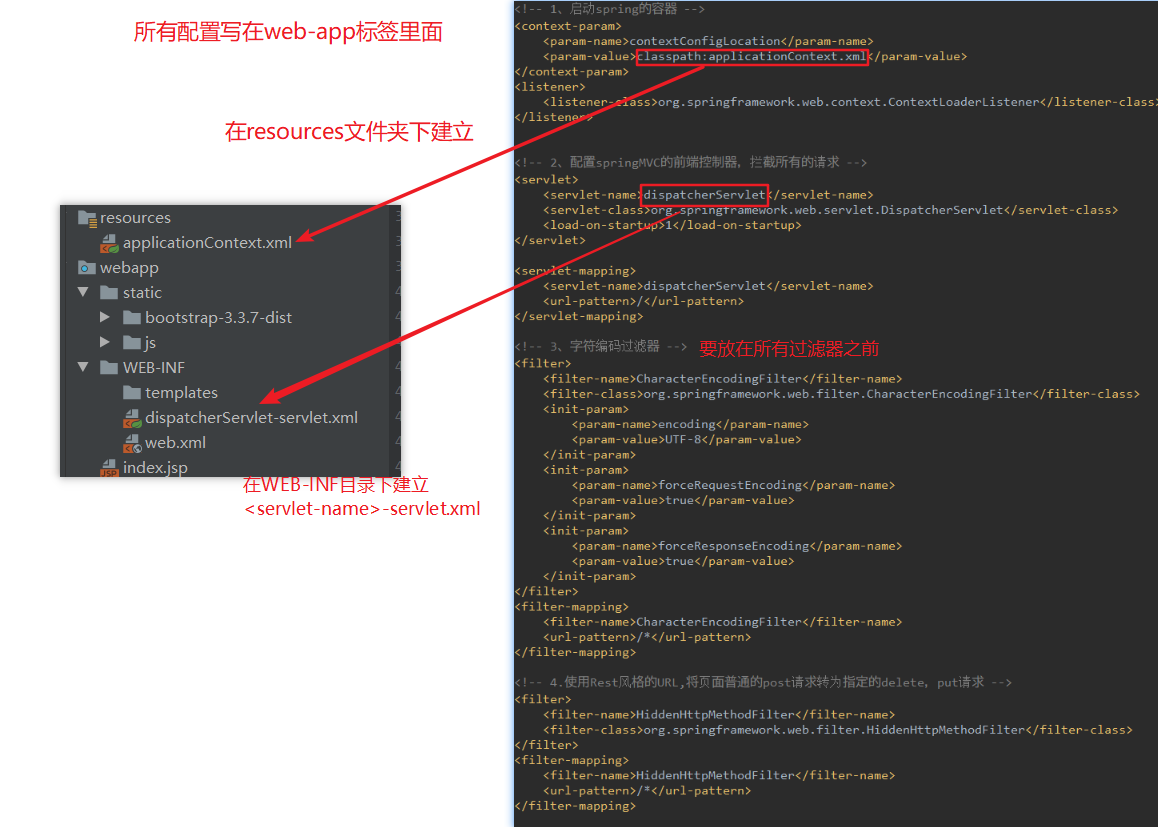 所有配置写在web-app标签里面
在resources文件夹下建立
resources
applicationContext.xml
webapp
static
bootstrap-3.3.7-dist
js
WEB-INF
templates
dispatcherServlet-servlet.xml
web.xml
index.jsp
在WEB-INF目录下建立
<servlet-name>-servlet.xml
<!-- 1、启动spring的容器 -->
<context-param>
<param-name>contextConfigLocation</param-name>
<param-value>classpath:applicationContext.xml</param-value>
</context-param>
<listener>
<listener-class>org.springframework.web.context.ContextLoaderListener</listener-class>
</listener>
<!-- 2、配置springMVC的前端控制器，拦截所有的请求 -->
<servlet>
<servlet-name>dispatcherServlet</servlet-name>
<servlet-class>org.springframework.web.servlet.DispatcherServlet</servlet-class>
<load-on-startup>1</load-on-startup>
</servlet>
<servlet-mapping>
<servlet-name>dispatcherServlet</servlet-name>
<url-pattern>/</url-pattern>
</servlet-mapping>
<!-- 3、字符编码过滤器 --> 要放在所有过滤器之前
<filter>
<filter-name>CharacterEncodingFilter</filter-name>
<filter-class>org.springframework.web.filter.CharacterEncodingFilter</filter-class>
<init-param>
<param-name>encoding</param-name>
<param-value>UTF-8</param-value>
</init-param>
<init-param>
<param-name>forceRequestEncoding</param-name>
<param-value>true</param-value>
</init-param>
<init-param>
<param-name>forceResponseEncoding</param-name>
<param-value>true</param-value>
</init-param>
</filter>
<filter-mapping>
<filter-name>CharacterEncodingFilter</filter-name>
<url-pattern>/*</url-pattern>
</filter-mapping>
<!-- 4.使用Rest风格的URL,将页面普通的post请求转为指定的delete，put请求 -->
<filter>
<filter-name>HiddenHttpMethodFilter</filter-name>
<filter-class>org.springframework.web.filter.HiddenHttpMethodFilter</filter-class>
</filter>
<filter-mapping>
<filter-name>HiddenHttpMethodFilter</filter-name>
<url-pattern>/*</url-pattern>
</filter-mapping>